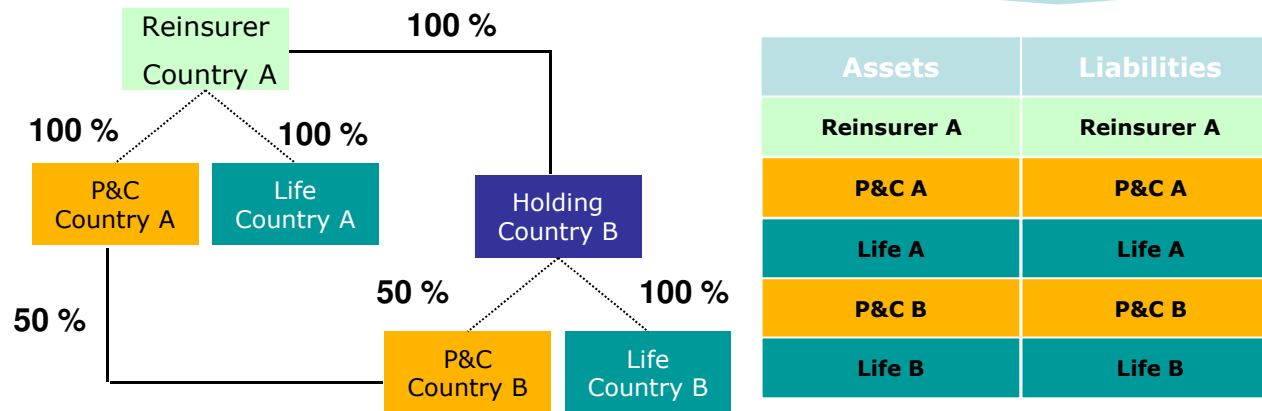 Reinsurer
Country A
100 %
100 %
100 %
P&C
Country A
Life
Country A
Holding
Country B
50 %
50 %
100 %
P&C
Country B
Life
Country B
Assets Liabilities
Reinsurer A Reinsurer A
P&C A P&C A
Life A Life A
P&C B P&C B
Life B Life B